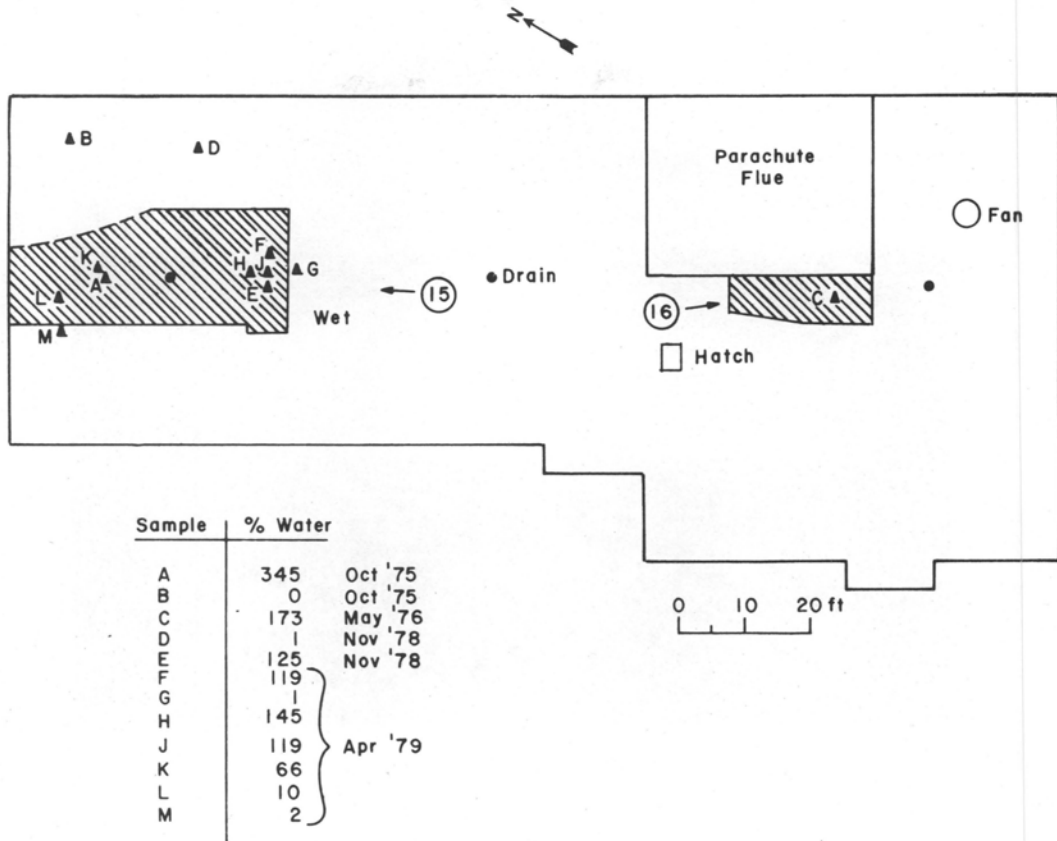 N
B
D
Parachute
Flue
Fan
K
A
L
M
F
H
J
E
G
Wet
15
Drain
16
C
Hatch
Sample % Water
A 345 Oct '75
B 0 Oct '75
C 173 May '76
D 1 Nov '78
E 125 Nov '78
F 119
G 1
H 145
J 119 Apr '79
K 66
L 10
M 2
0 10 20 ft